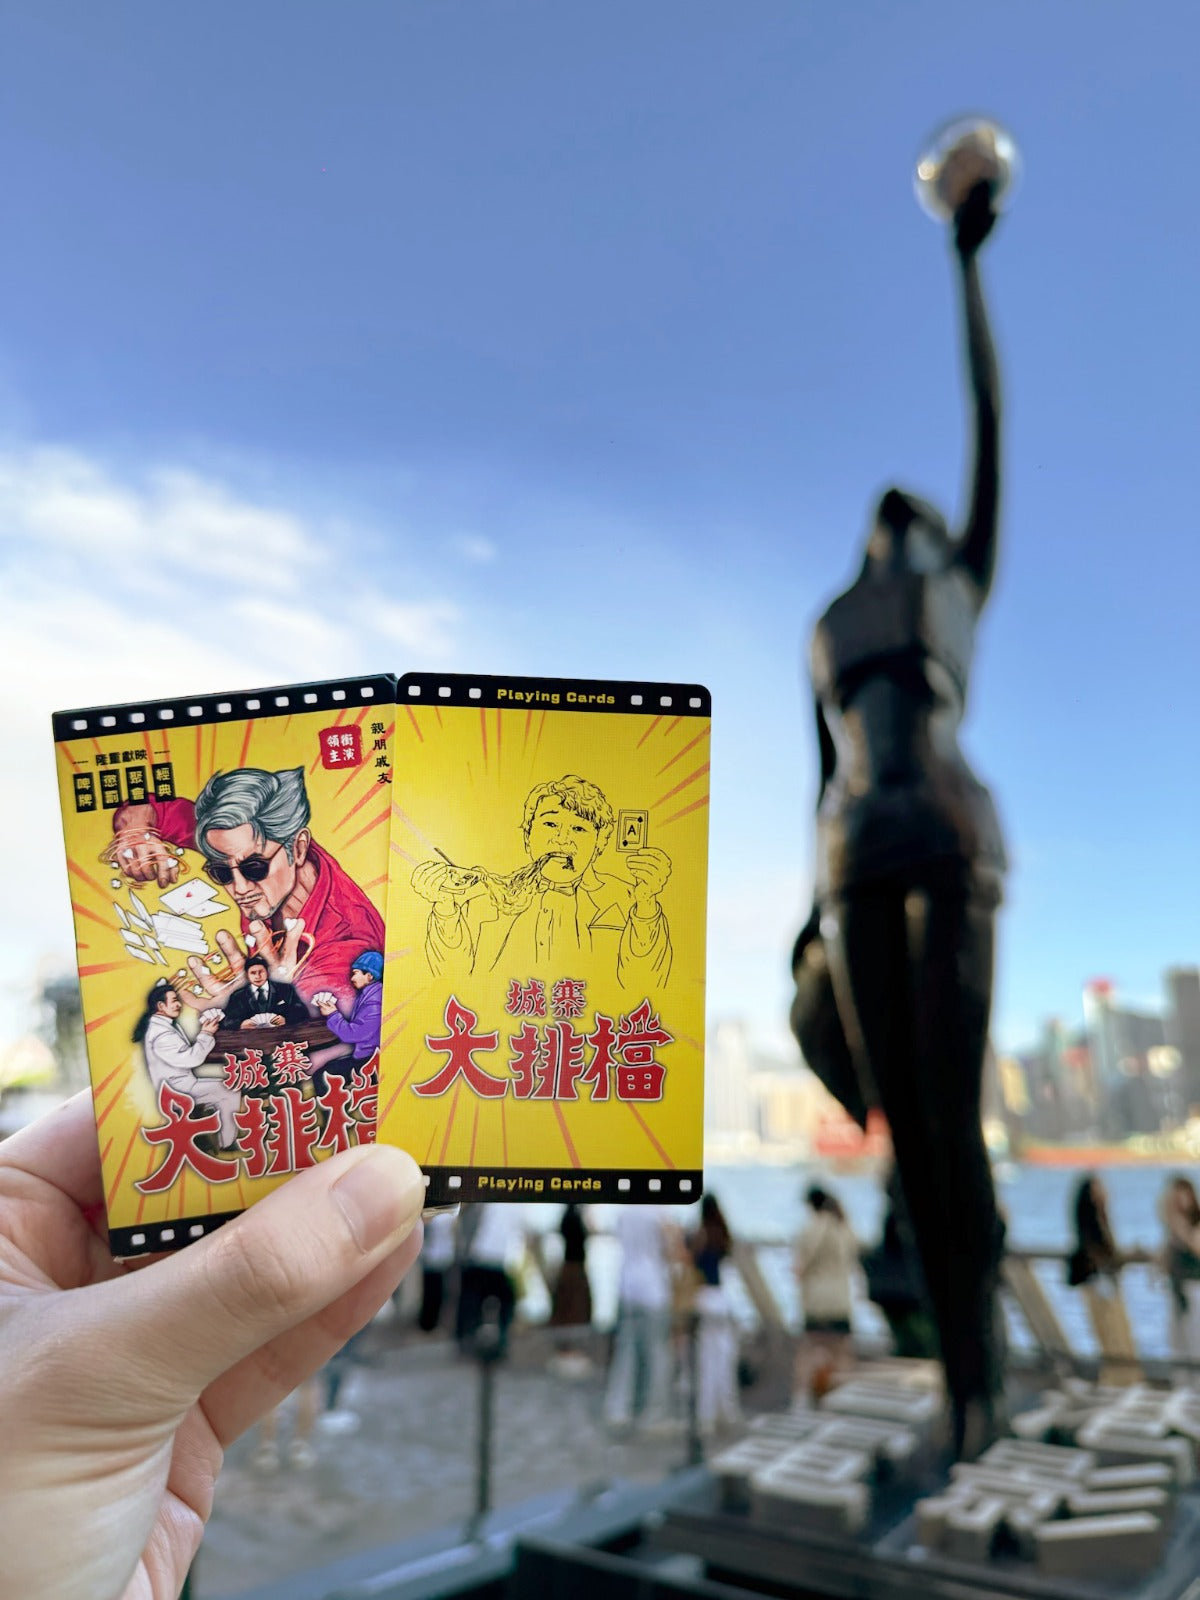 隆重獻映
經典
聚會
懲罰
啤牌
領銜
主演
親朋戚友
城寨
大排檔
Playing Cards
A
城寨
大排檔
Playing Cards